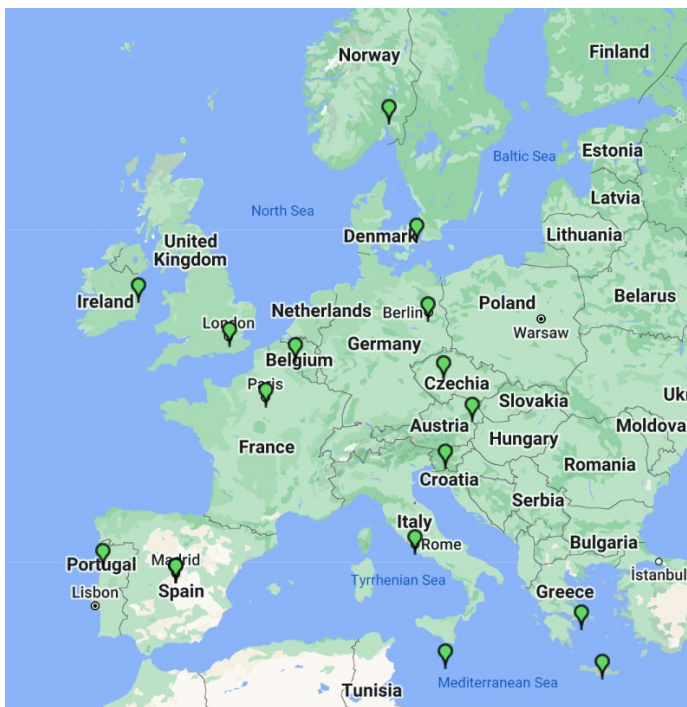 Norway
Finland
Estonia
Baltic Sea
Latvia
North Sea
Denmark
Lithuania
United
Kingdom
Ireland
Belarus
Netherlands
Berlin
Poland
London
Warsaw
Germany
Belgium
Paris
Czechia
Slovakia
Ukr
Austria
Moldova
Hungary
France
Romania
Croatia
Serbia
Italy
Rome
Bulgaria
Portugal
Madrid
İstanbul
Tyrrhenian Sea
Lisbon
Spain
Greece
Mediterranean Sea
Tunisia